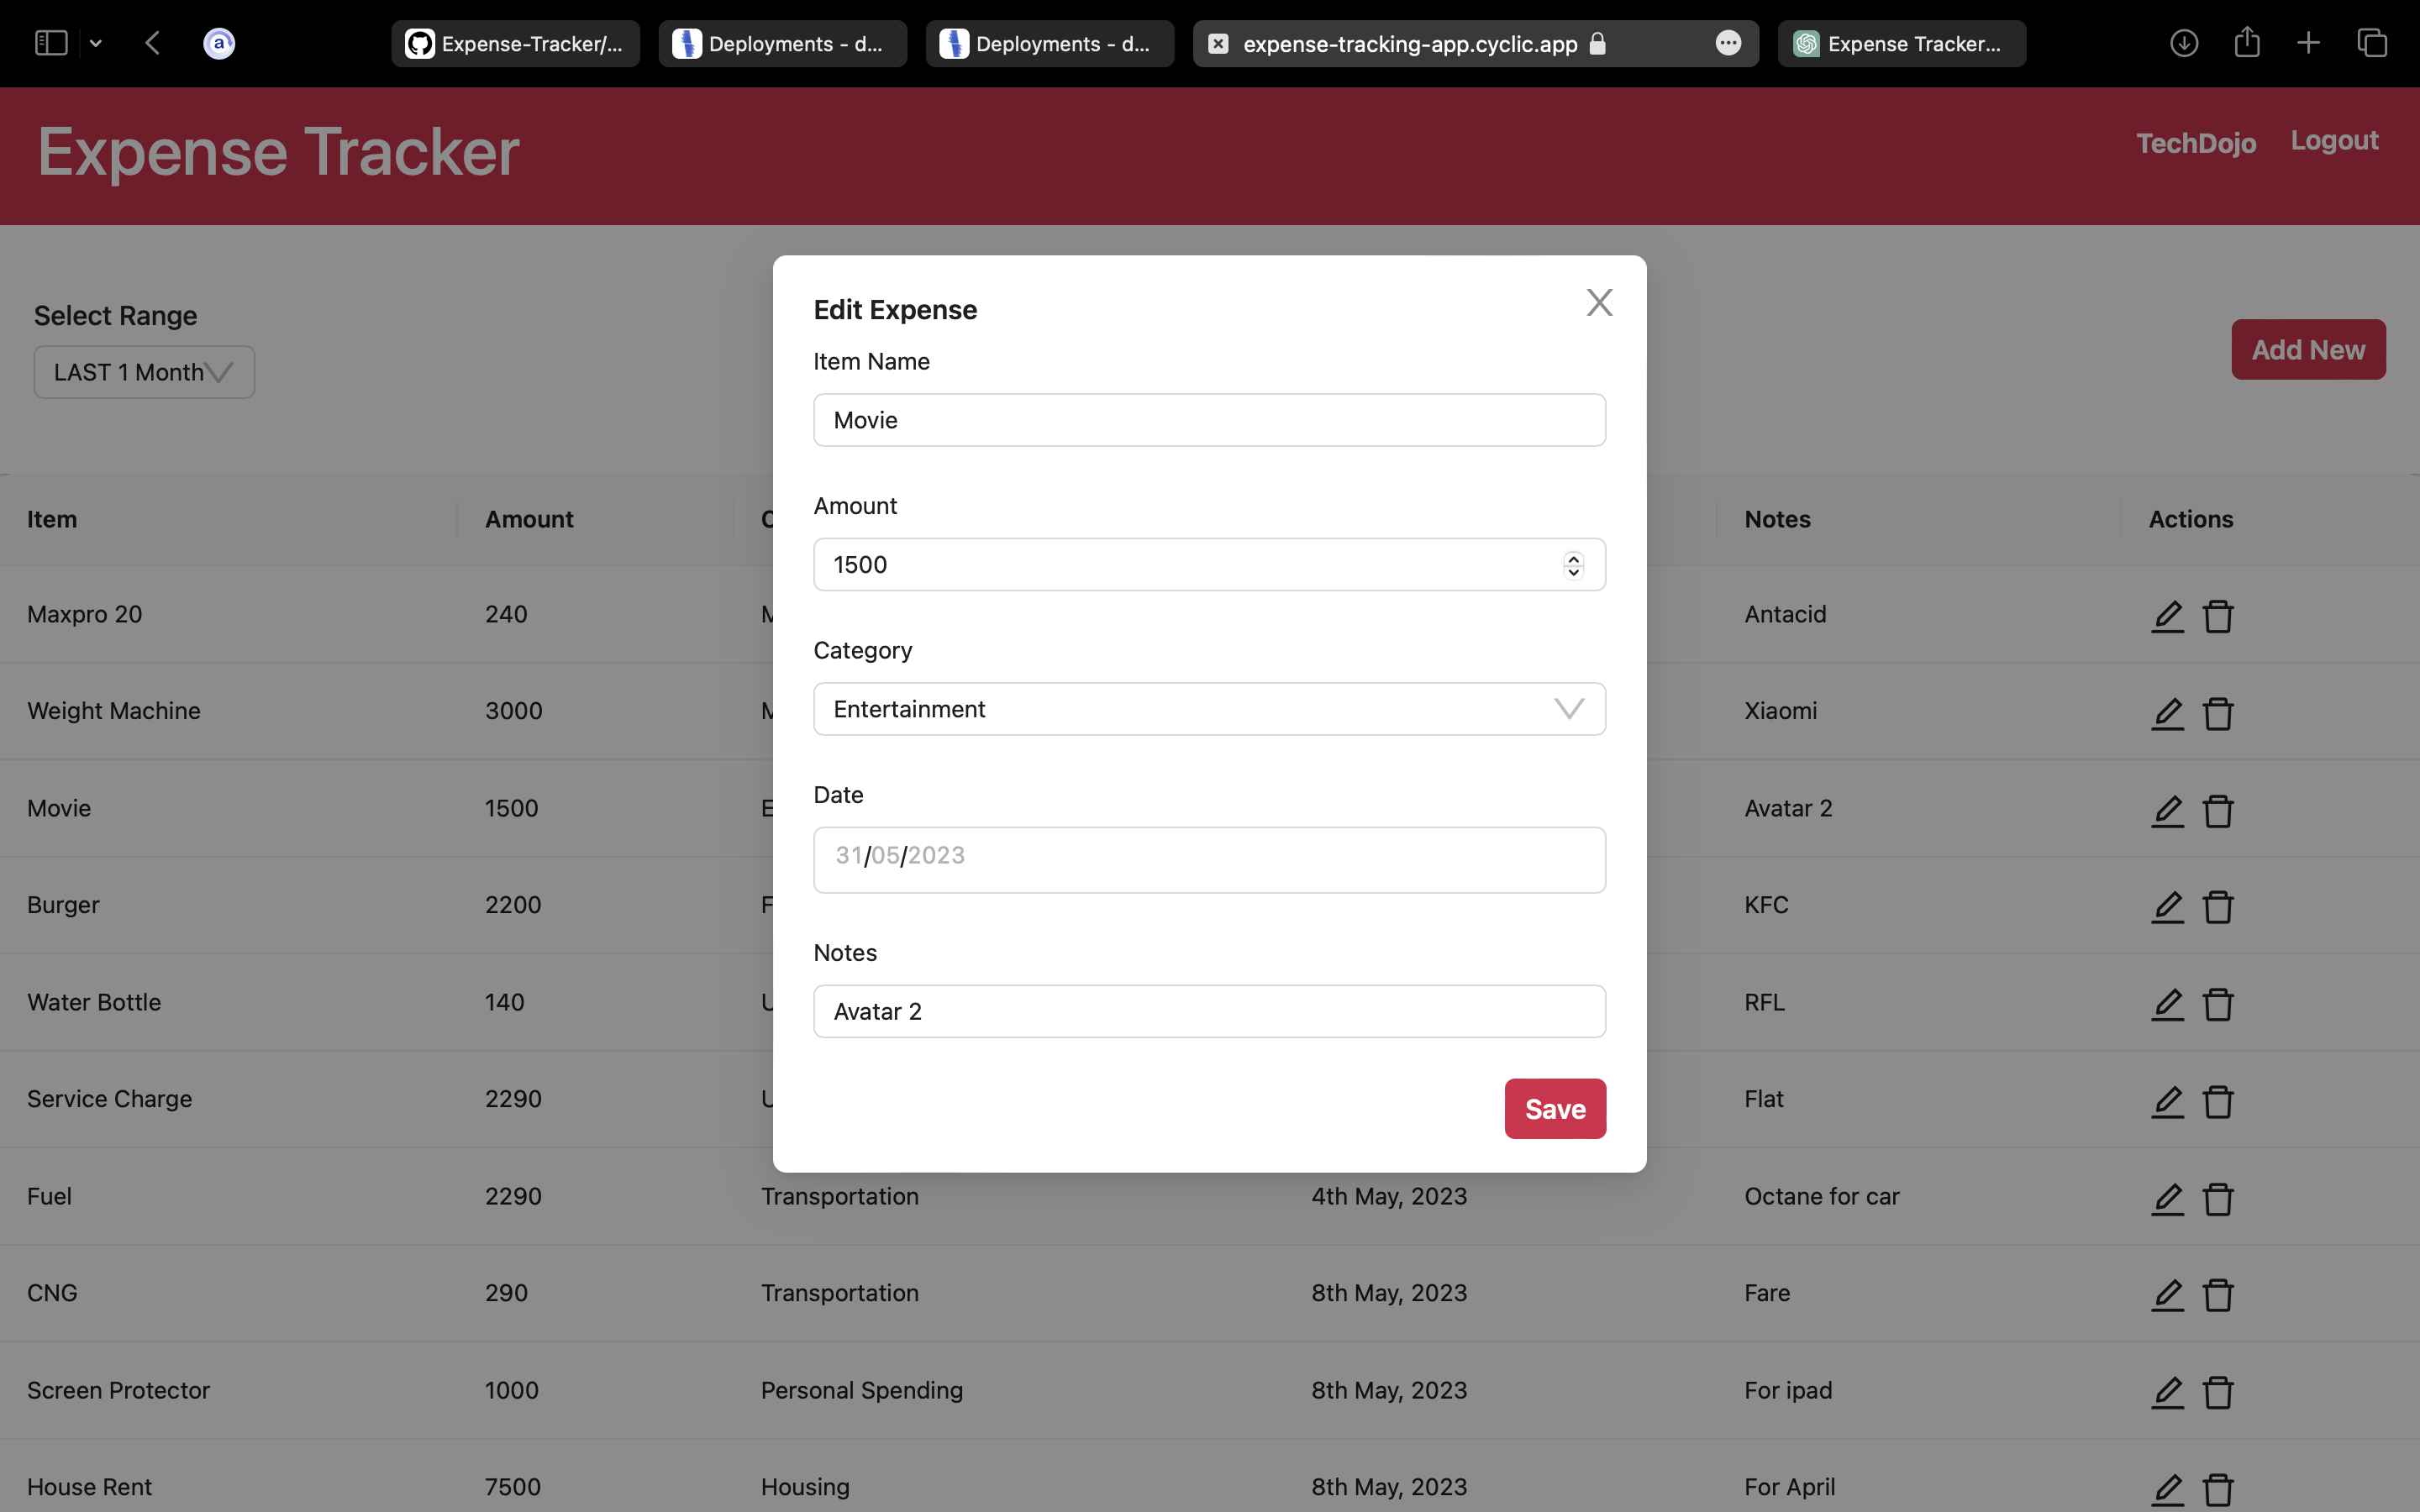 Expense-Tracker/...
Deployments - d...
Deployments - d...
expense-tracking-app.cyclic.app
Expense Tracker...
Expense Tracker
TechDojo
Logout
Select Range
LAST 1 Month
Add New
Edit Expense
Item Name
Movie
Amount
1500
Category
Entertainment
Date
31/05/2023
Notes
Avatar 2
Save
Item Amount C Notes Actions
Maxpro 20 240 M Antacid
Weight Machine 3000 M Xiaomi
Movie 1500 E Avatar 2
Burger 2200 F KFC
Water Bottle 140 U RFL
Service Charge 2290 U Flat
Fuel 2290 Transportation 4th May, 2023 Octane for car
CNG 290 Transportation 8th May, 2023 Fare
Screen Protector 1000 Personal Spending 8th May, 2023 For ipad
House Rent 7500 Housing 8th May, 2023 For April